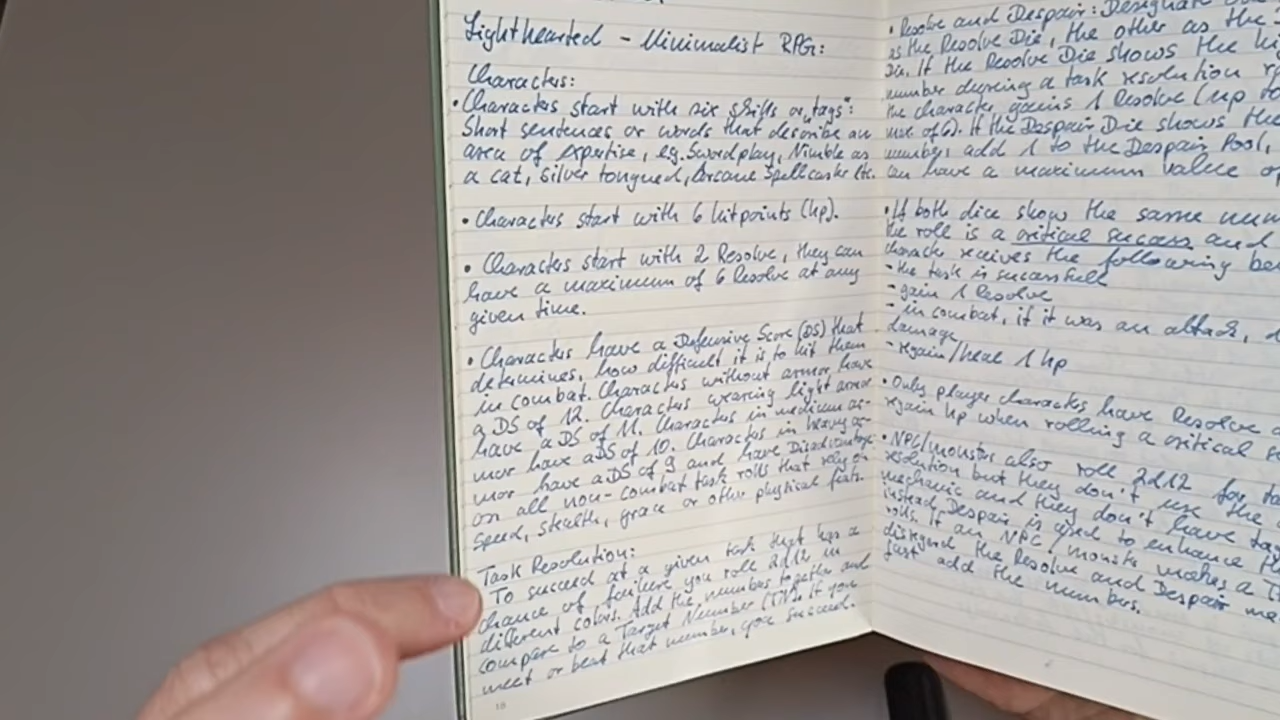 Lighthearted - Minimalist RPG:
Characters:
• Characters start with six skills or "tags":
Short sentences or words that describe an
area of expertise, e.g. Swordplay, Nimble as
a cat, silver tongued, Arcane Spellcaster etc.
• Characters start with 6 hitpoints (hp).
• Characters start with 2 Resolve, they can
have a maximum of 6 Resolve at any
given time.
• Characters have a Defensive Score (DS) that
determines, how difficult it is to hit them
in combat. Characters without armor have
a DS of 12. Characters wearing light armor
have a DS of 11. Characters in medium ar-
mor have a DS of 10. Characters in heavy ar-
mor have a DS of 9 and have Disadvantage
on all non-combat task rolls that rely on
speed, stealth, grace or other physical feats.
Task Resolution:
To succeed at a given task that has a
chance of failure you roll 2d12 in
different colors. Add the numbers together and
compare to a Target Number (TN). If you
meet or beat that number, you succeed.
18
• Resolve and Despair: Designate
as the Resolve Die, the other as the
Die. If the Resolve Die shows the
number during a task resolution
the character gains 1 Resolve (up to
max of 6). If the Despair Die shows the
number, add 1 to the Despair Pool,
can have a maximum value of
• If both dice show the same
the roll is a critical success and
character receives the following
- the task is successfull
- gain 1 Resolve
- in combat, if it was an attack,
damage
- regain/heal 1 hp
• Only player characters have Resolve
regain hp when rolling a critical
• NPC/monsters also roll 2d12 for
resolution but they don't use the
mechanic and they don't have
instead Despair is used to enhance
rolls. If an NPC/monster makes a
disregard the Resolve and Despair
just add the numbers.